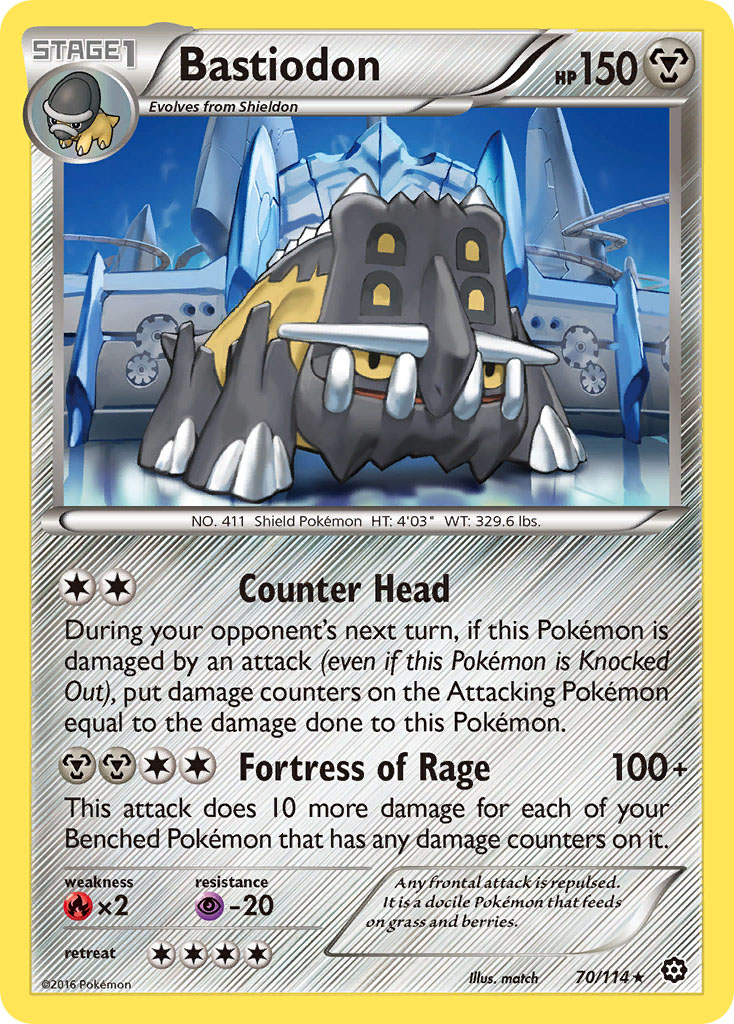 STAGE1
Bastiodon
HP150
Evolves from Shieldon
NO. 411 Shield Pokémon HT: 4'03" WT: 329.6 lbs.
Counter Head
During your opponent's next turn, if this Pokémon is
damaged by an attack (even if this Pokémon is Knocked
Out), put damage counters on the Attacking Pokémon
equal to the damage done to this Pokémon.
Fortress of Rage 100+
This attack does 10 more damage for each of your
Benched Pokémon that has any damage counters on it.
weakness resistance
×2 -20
retreat
Any frontal attack is repulsed.
It is a docile Pokémon that feeds
on grass and berries.
©2016 Pokémon
Illus. match 70/114★